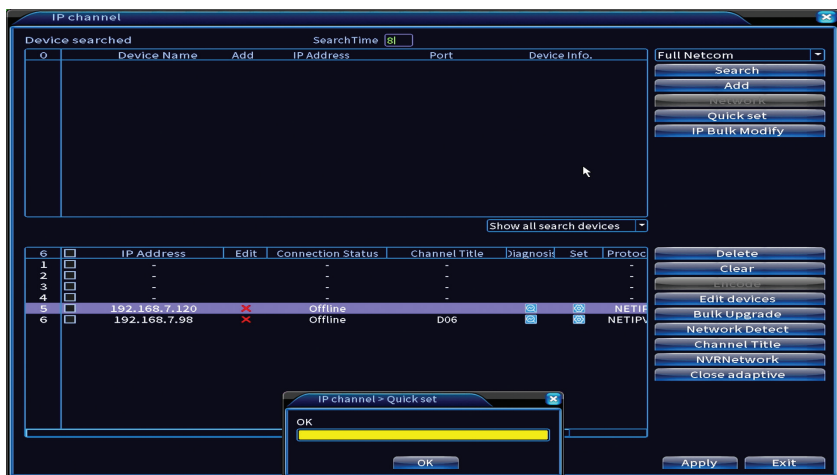 IP channel
Device searched SearchTime 8
0 Device Name Add IP Address Port Device Info. Full Netcom
Search
Add
Network
Quick set
IP Bulk Modify
Show all search devices
6 IP Address Edit Connection Status Channel Title Diagnosis Set Protoc Delete
1 - - - - Clear
2 - - - -
3 - - - - Encode
4 - - - - Edit devices
5 192.168.7.120 Offline NETIP Bulk Upgrade
6 192.168.7.98 Offline D06 NETIPV Network Detect
Channel Title
NVRNetwork
Close adaptive
IP channel > Quick set
OK
OK
Apply Exit